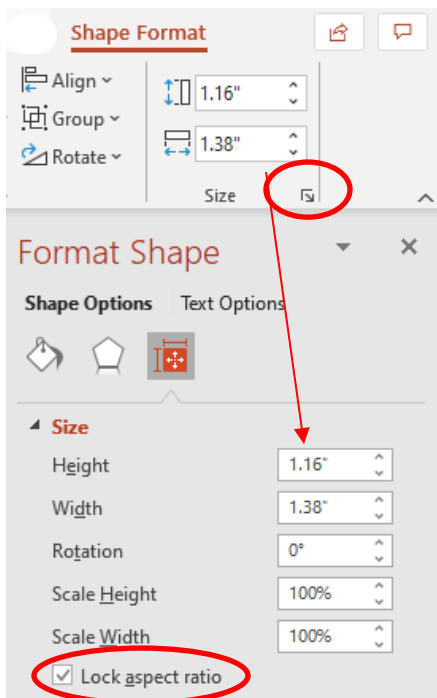 Shape Format
Align
1.16"
Group
1.38"
Rotate
Size
Format Shape
Shape Options Text Options
Size
Height 1.16"
Width 1.38"
Rotation 0°
Scale Height 100%
Scale Width 100%
Lock aspect ratio